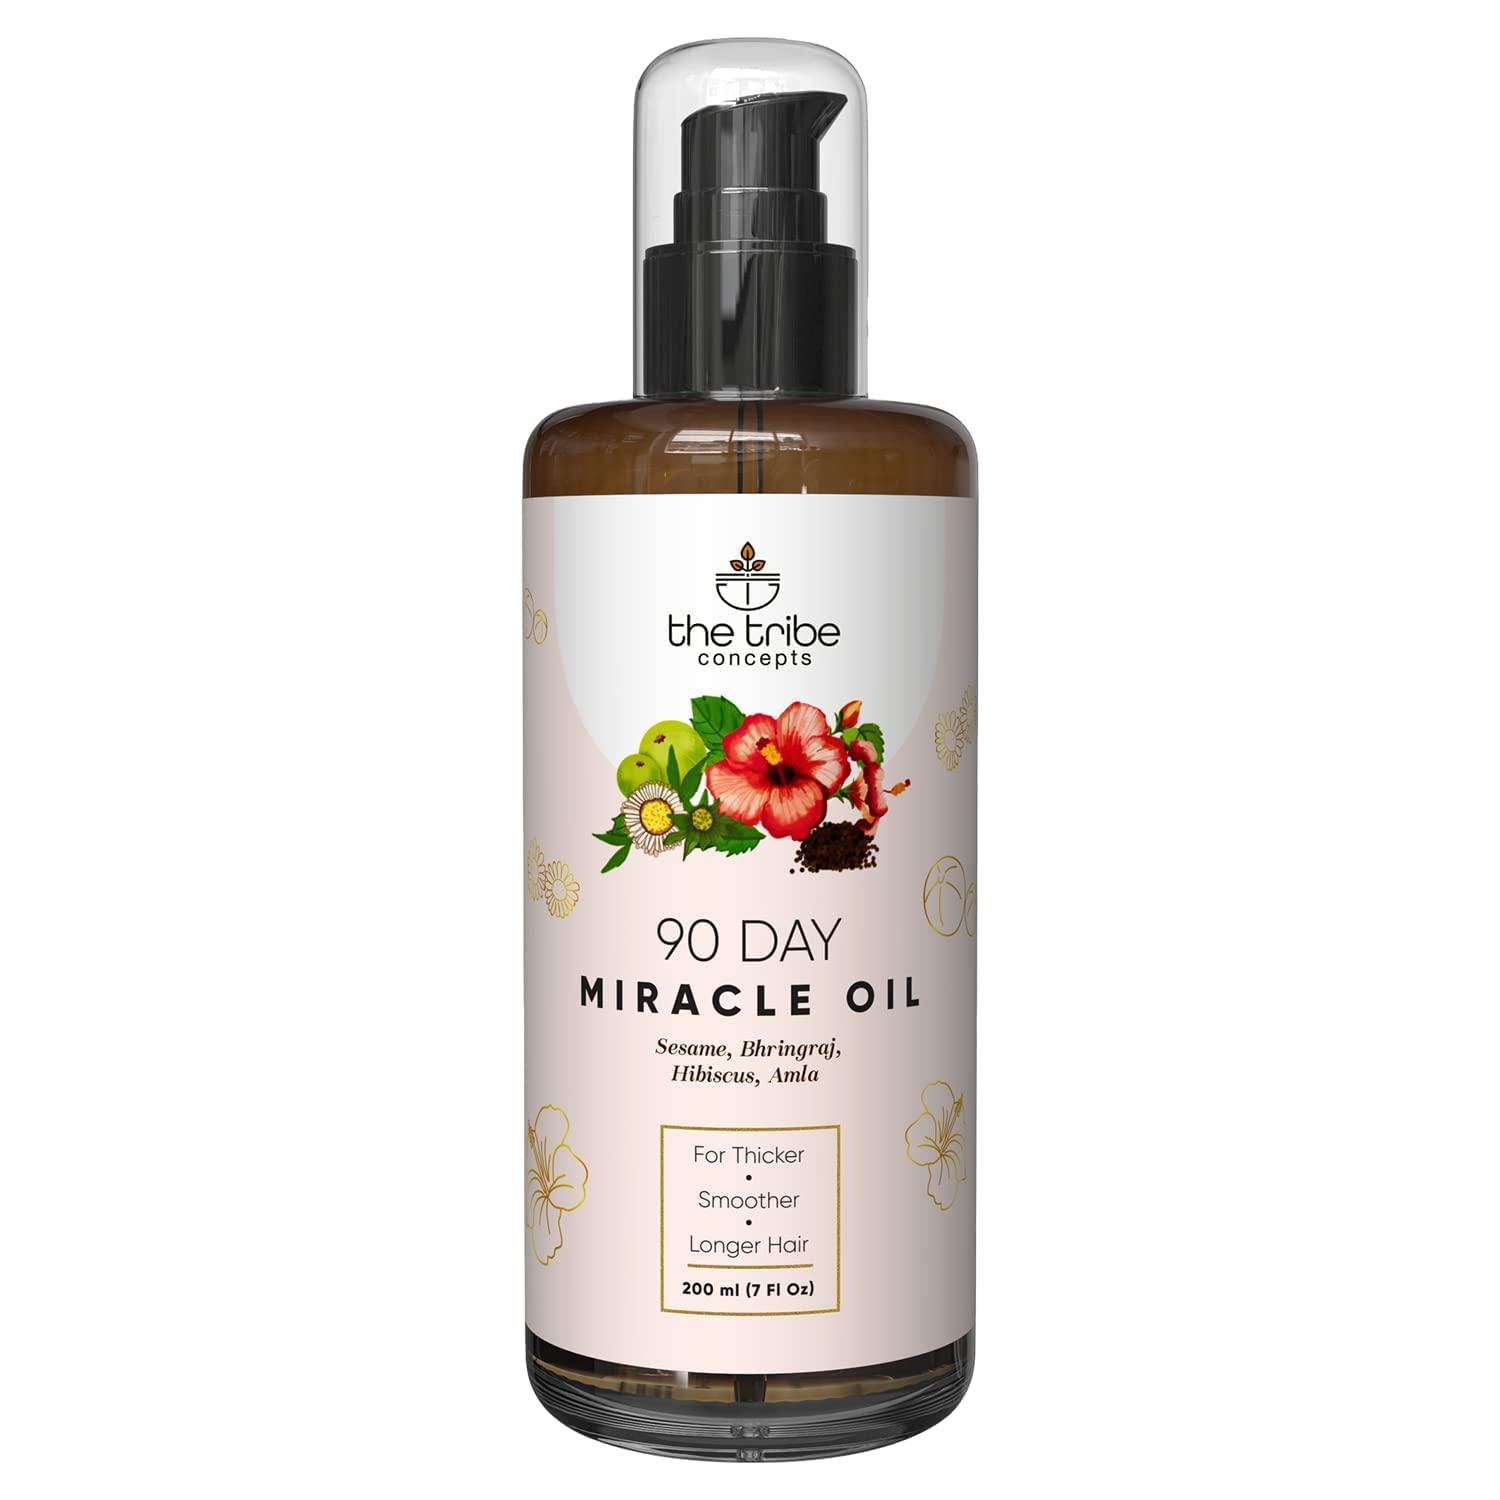 the tribe
concepts
90 DAY
MIRACLE OIL
Sesame, Bhringraj,
Hibiscus, Amla
For Thicker
•
Smoother
•
Longer Hair
200 ml (7 Fl Oz)